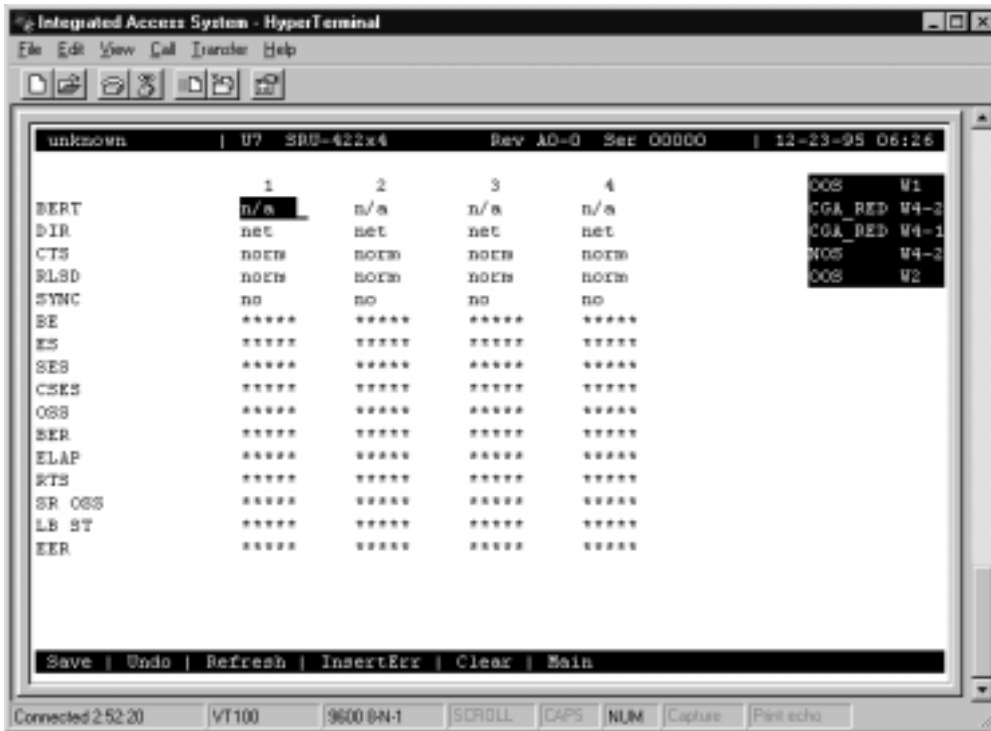 Integrated Access System - HyperTerminal
File Edit View Call Transfer Help
unknown | U7 SRU-422x4 Rev A0-0 Ser 00000 | 12-23-95 06:26
1 2 3 4 OOS W1
BERT n/a n/a n/a n/a CGA_RED W4-2
DIR net net net net CGA_RED W4-1
CTS norm norm norm norm NOS W4-2
RLSD norm norm norm norm OOS W2
SYNC no no no no
BE ***** ***** ***** *****
ES ***** ***** ***** *****
SES ***** ***** ***** *****
CSES ***** ***** ***** *****
OSS ***** ***** ***** *****
BER ***** ***** ***** *****
ELAP ***** ***** ***** *****
RTS ***** ***** ***** *****
SR OSS ***** ***** ***** *****
LB ST ***** ***** ***** *****
EER ***** ***** ***** *****
Save | Undo | Refresh | InsertErr | Clear | Main
Connected 2:52:20 VT100 9600 8-N-1 SCROLL CAPS NUM Capture Print echo